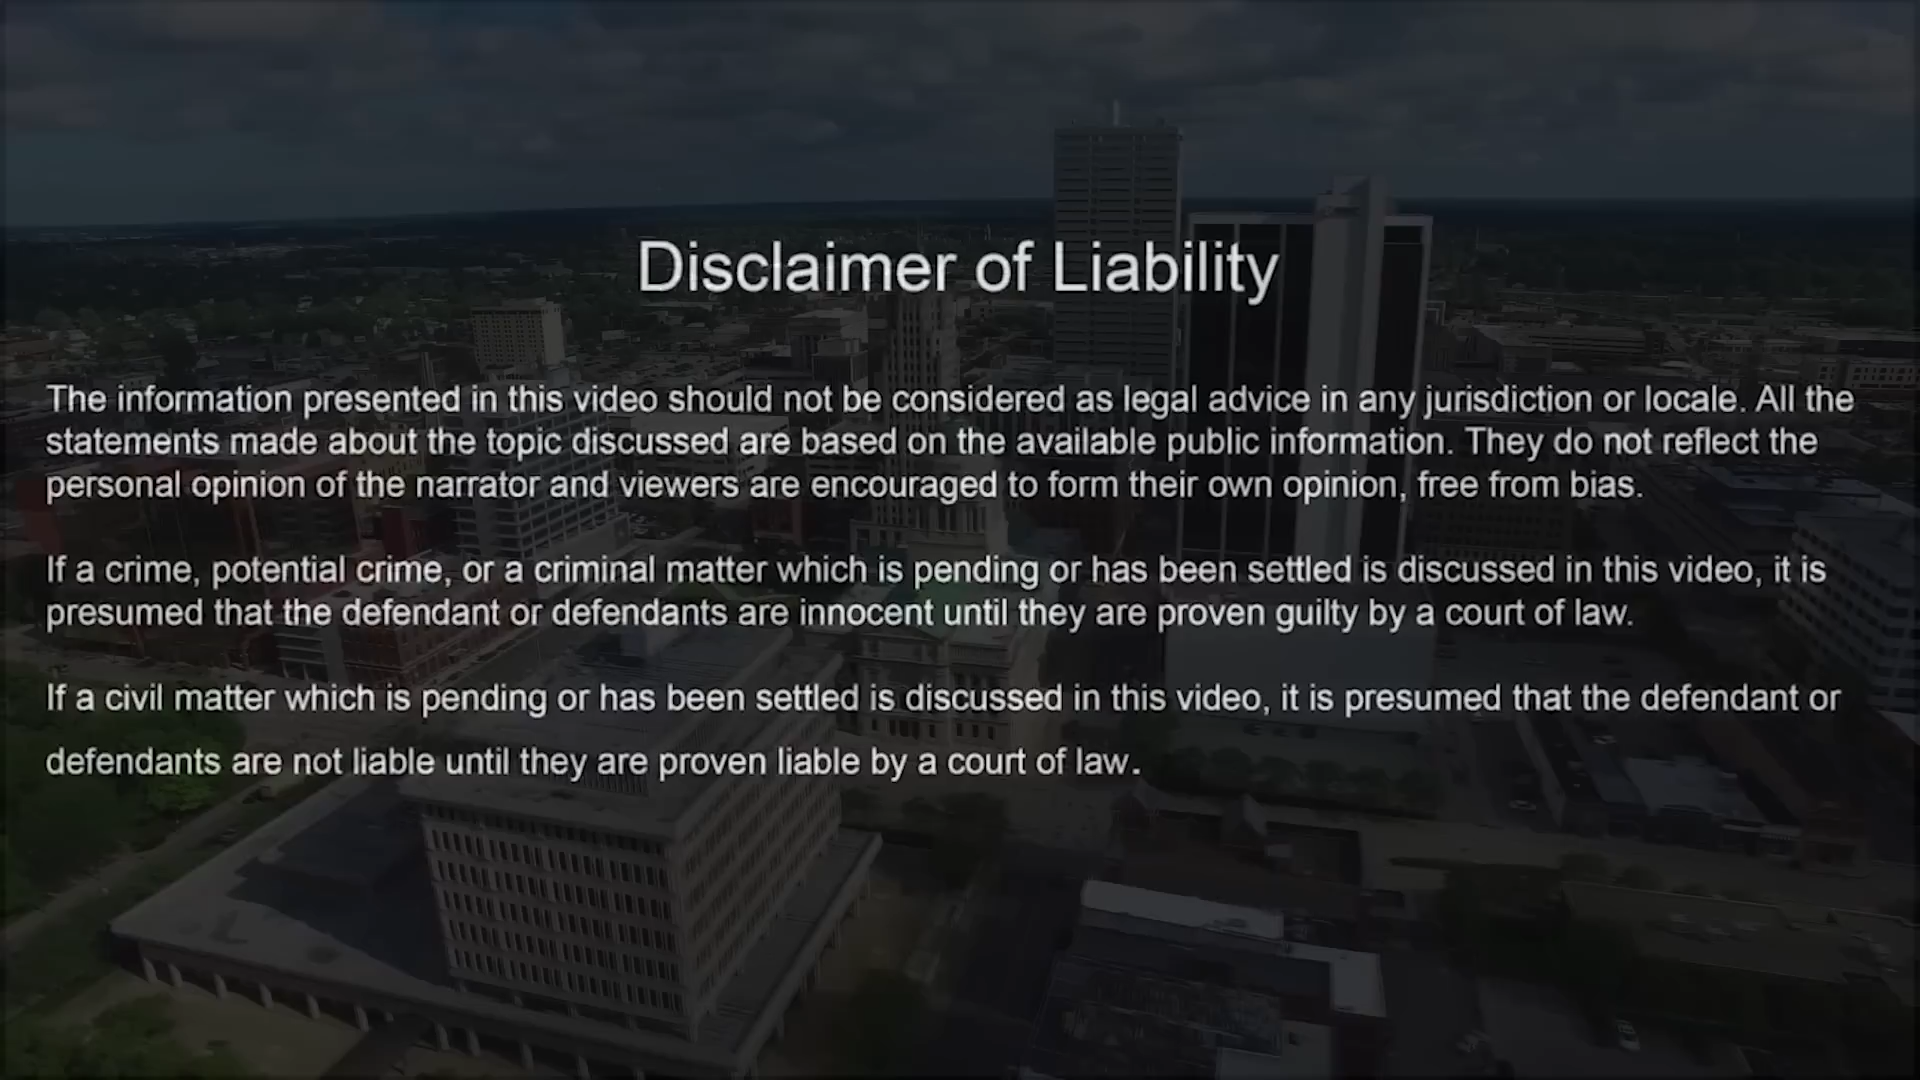 Disclaimer of Liability
The information presented in this video should not be considered as legal advice in any jurisdiction or locale. All the
statements made about the topic discussed are based on the available public information. They do not reflect the
personal opinion of the narrator and viewers are encouraged to form their own opinion, free from bias.
If a crime, potential crime, or a criminal matter which is pending or has been settled is discussed in this video, it is
presumed that the defendant or defendants are innocent until they are proven guilty by a court of law.
If a civil matter which is pending or has been settled is discussed in this video, it is presumed that the defendant or
defendants are not liable until they are proven liable by a court of law.